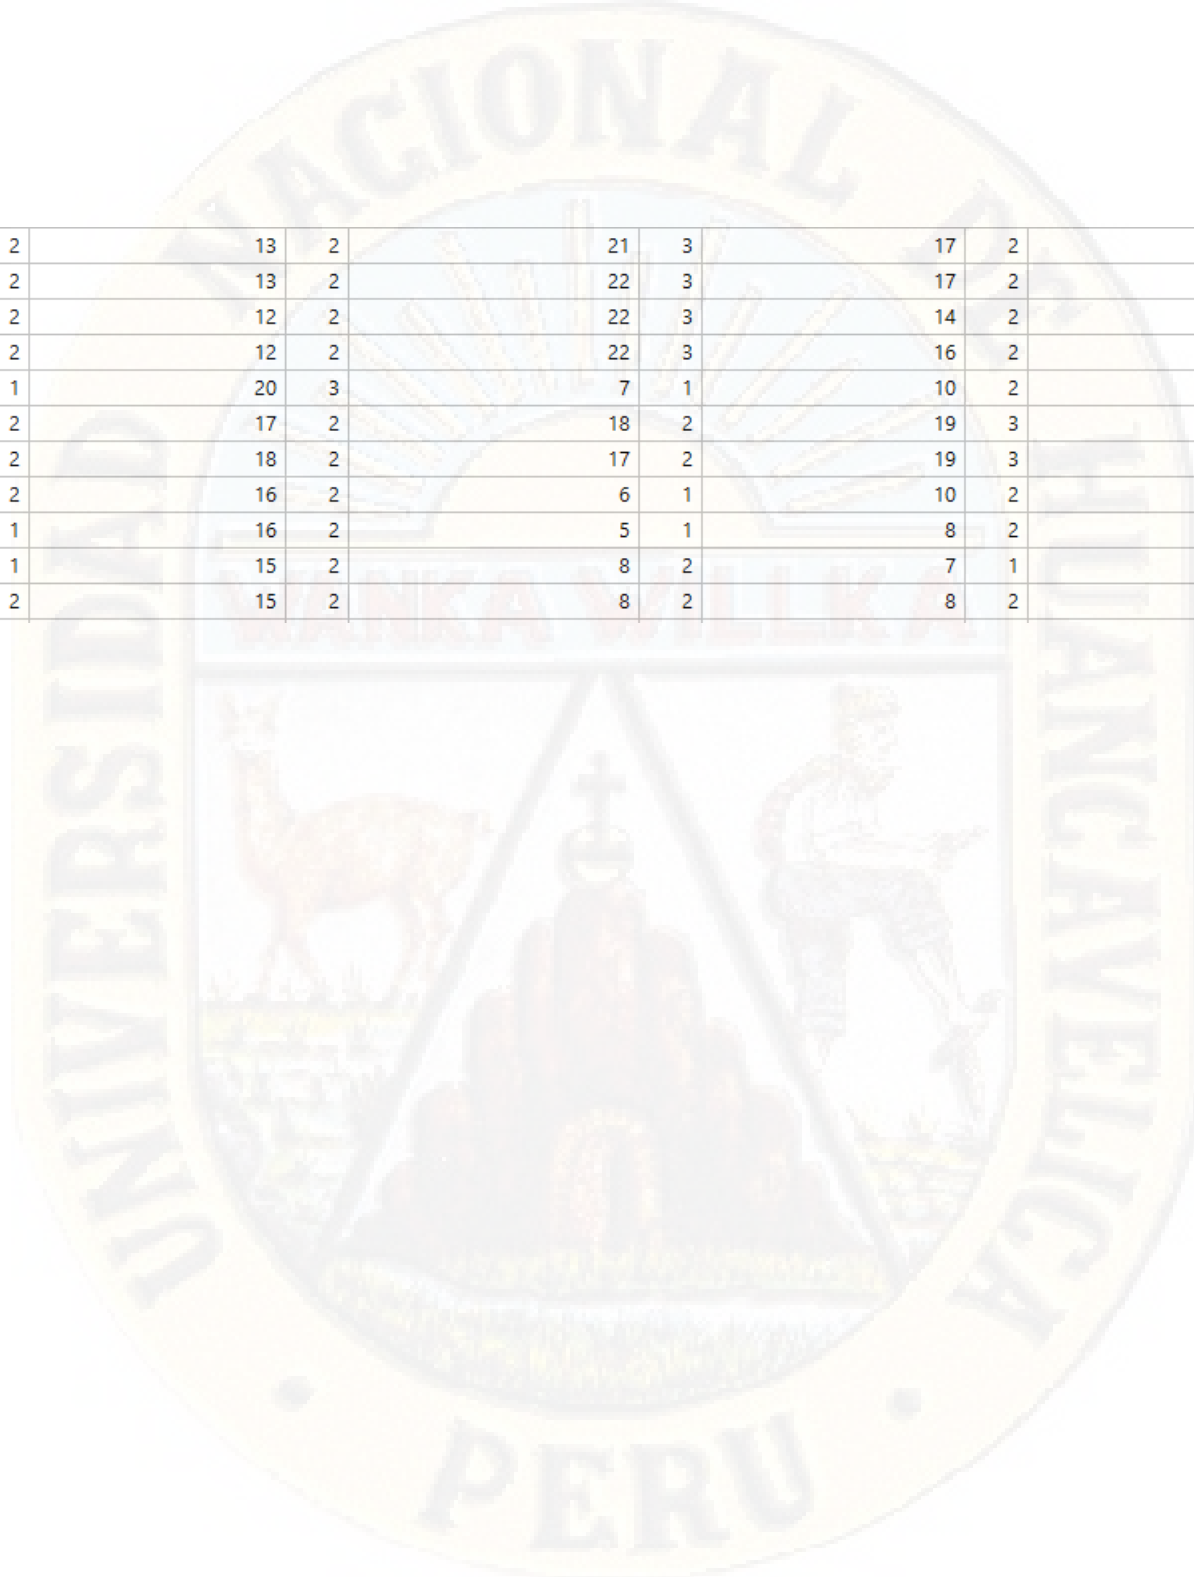 UNIVERSIDAD NACIONAL DE HUANCAVELICA
2 13 2 21 3 17 2
2 13 2 22 3 17 2
2 12 2 22 3 14 2
2 12 2 22 3 16 2
1 20 3 7 1 10 2
2 17 2 18 2 19 3
2 18 2 17 2 19 3
2 16 2 6 1 10 2
1 16 2 5 1 8 2
1 15 2 8 2 7 1
2 15 2 8 2 8 2
WANKA WILLKA
PERU